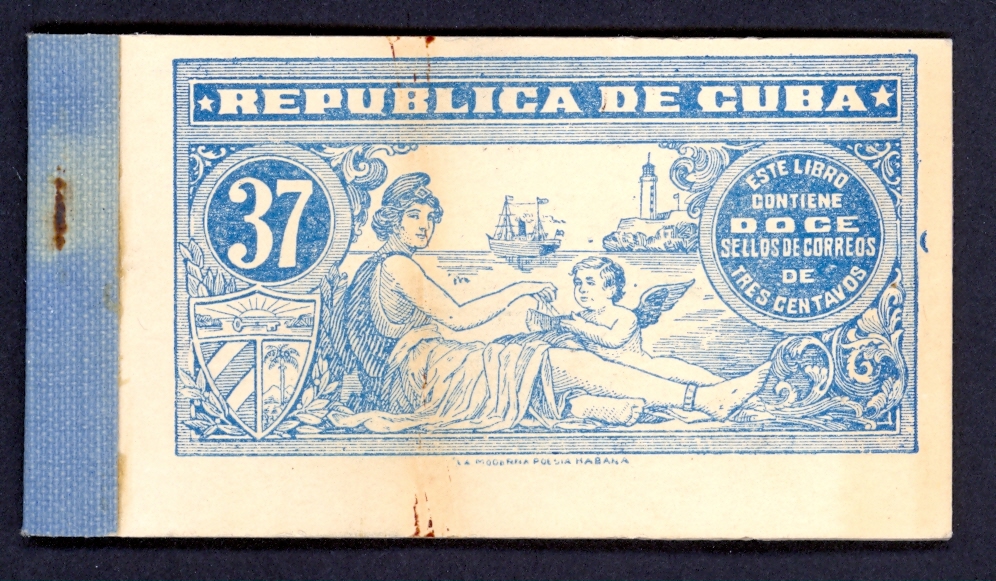 ★REPUBLICA DE CUBA★
37
ESTE LIBRO
CONTIENE
DOCE
SELLOS DE CORREOS
DE
TRES CENTAVOS
LA MODERNA POESIA HABANA